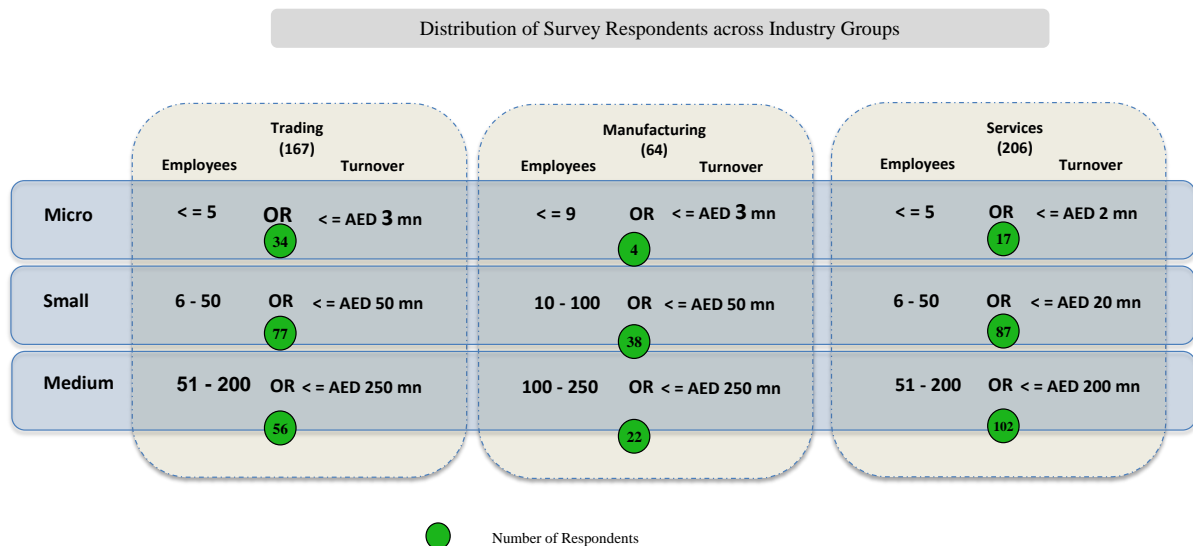 Distribution of Survey Respondents across Industry Groups
Trading
(167)
Employees Turnover
Manufacturing
(64)
Employees Turnover
Services
(206)
Employees Turnover
Micro
< = 5 OR < = AED 3 mn
34
< = 9 OR < = AED 3 mn
4
< = 5 OR < = AED 2 mn
17
Small
6 - 50 OR < = AED 50 mn
77
10 - 100 OR < = AED 50 mn
38
6 - 50 OR < = AED 20 mn
87
Medium
51 - 200 OR < = AED 250 mn
56
100 - 250 OR < = AED 250 mn
22
51 - 200 OR < = AED 200 mn
102
Number of Respondents